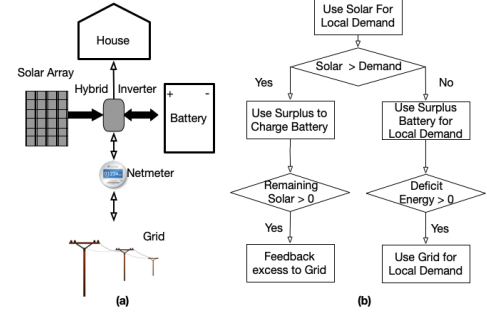 House
Solar Array
Hybrid Inverter
+ -
Battery
Netmeter
Grid
(a)
Use Solar For
Local Demand
Solar > Demand
Yes
No
Use Surplus to
Charge Battery
Use Surplus
Battery for
Local Demand
Remaining
Solar > 0
Deficit
Energy > 0
Yes
Yes
Feedback
excess to Grid
Use Grid for
Local Demand
(b)